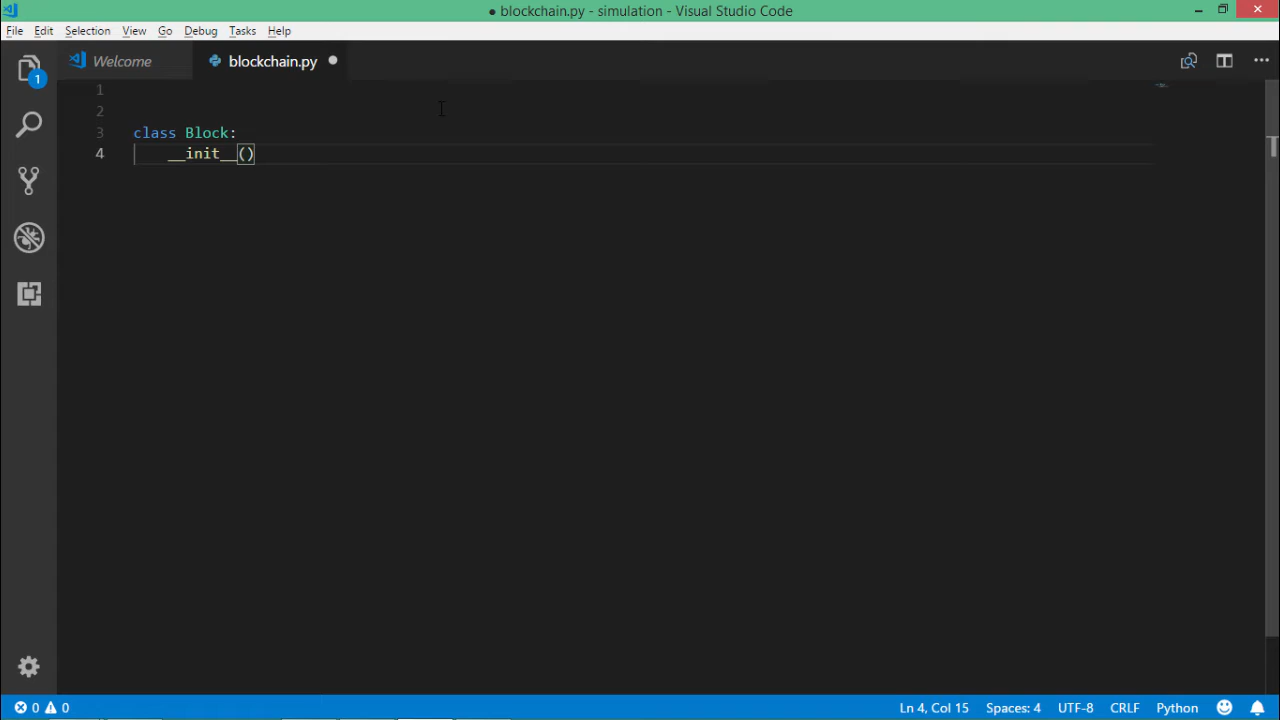 ● blockchain.py - simulation - Visual Studio Code
File Edit Selection View Go Debug Tasks Help
Welcome blockchain.py ●
1
1
2
3 class Block:
4 __init__()
0 0 Ln 4, Col 15 Spaces: 4 UTF-8 CRLF Python